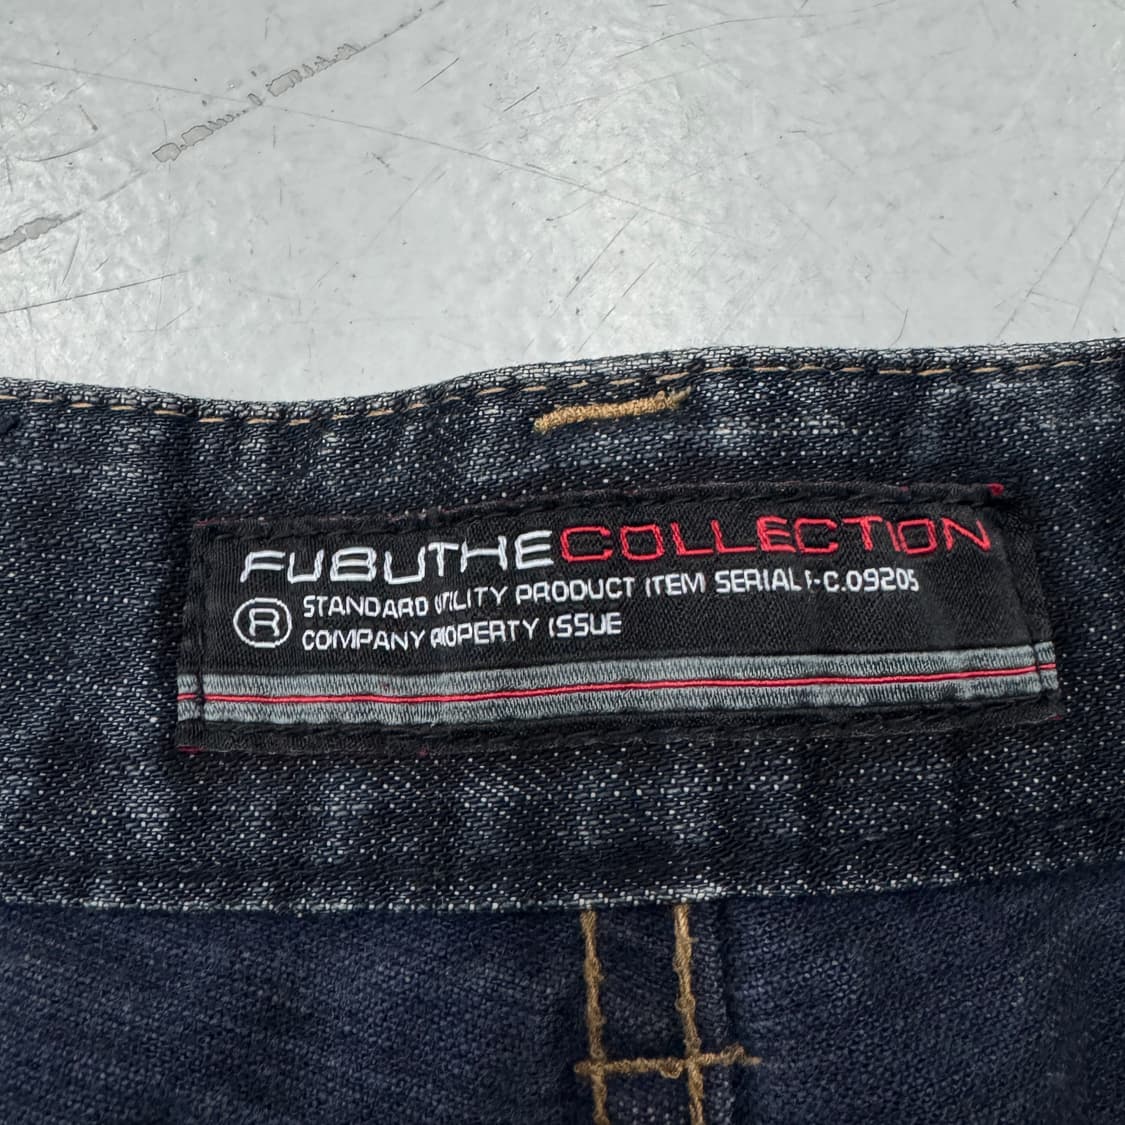 FUBUTHECOLLECTION
® STANDARD UTILITY PRODUCT ITEM SERIAL F-C.09205
COMPANY PROPERTY ISSUE